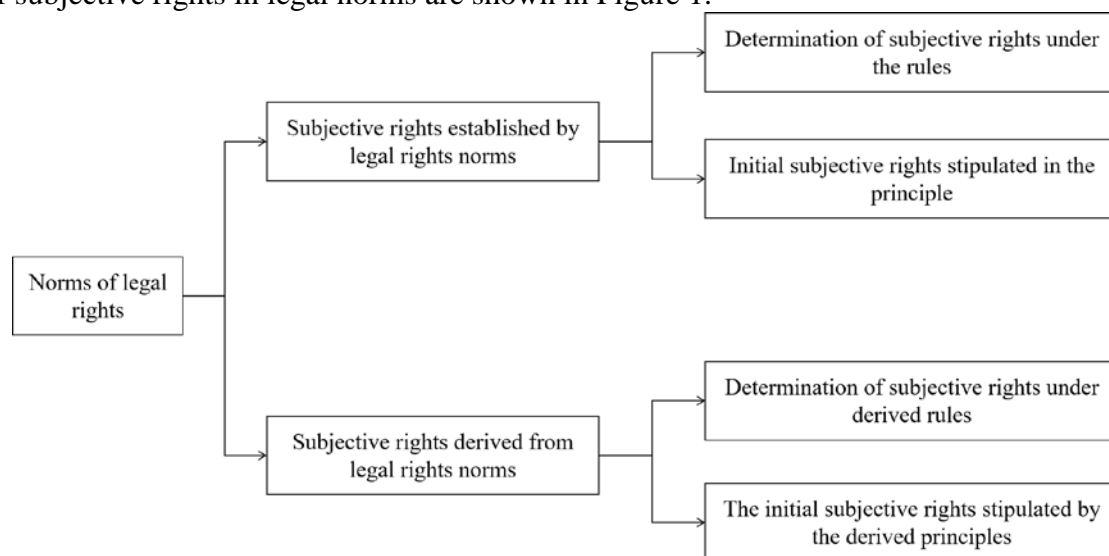 subjective rights in legal norms are shown in Figure 1.
Determination of subjective rights under
the rules
Subjective rights established by
legal rights norms
Initial subjective rights stipulated in the
principle
Norms of legal
rights
Determination of subjective rights under
derived rules
Subjective rights derived from
legal rights norms
The initial subjective rights stipulated by
the derived principles